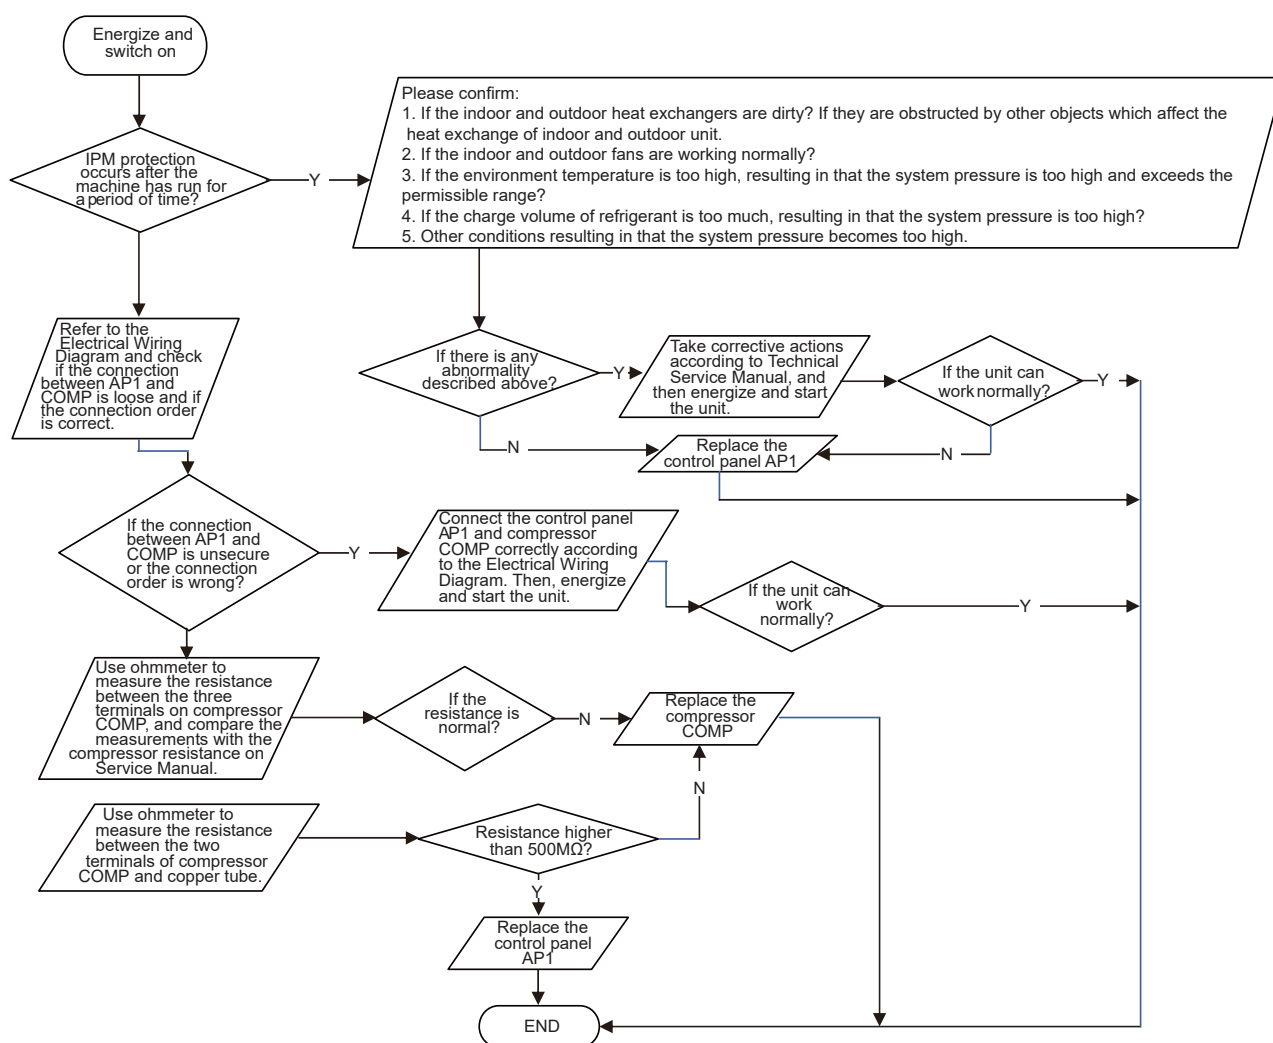 Energize and
switch on
IPM protection
occurs after the
machine has run for
a period of time?
Y
Please confirm:
1. If the indoor and outdoor heat exchangers are dirty? If they are obstructed by other objects which affect the
heat exchange of indoor and outdoor unit.
2. If the indoor and outdoor fans are working normally?
3. If the environment temperature is too high, resulting in that the system pressure is too high and exceeds the
permissible range?
4. If the charge volume of refrigerant is too much, resulting in that the system pressure is too high?
5. Other conditions resulting in that the system pressure becomes too high.
Refer to the
Electrical Wiring
Diagram and check
if the connection
between AP1 and
COMP is loose and if
the connection order
is correct.
If there is any
abnormality
described above?
Y
Take corrective actions
according to Technical
Service Manual, and
then energize and start
the unit.
If the unit can
work normally?
Y
N
Replace the
control panel AP1
N
If the connection
between AP1 and
COMP is unsecure
or the connection
order is wrong?
Y
Connect the control panel
AP1 and compressor
COMP correctly according
to the Electrical Wiring
Diagram. Then, energize
and start the unit.
If the unit can
work
normally?
Y
Use ohmmeter to
measure the resistance
between the three
terminals on compressor
COMP, and compare the
measurements with the
compressor resistance on
Service Manual.
If the
resistance is
normal?
N
Replace the
compressor
COMP
N
Use ohmmeter to
measure the resistance
between the two
terminals of compressor
COMP and copper tube.
Resistance higher
than 500MΩ?
Y
Replace the
control panel
AP1
END